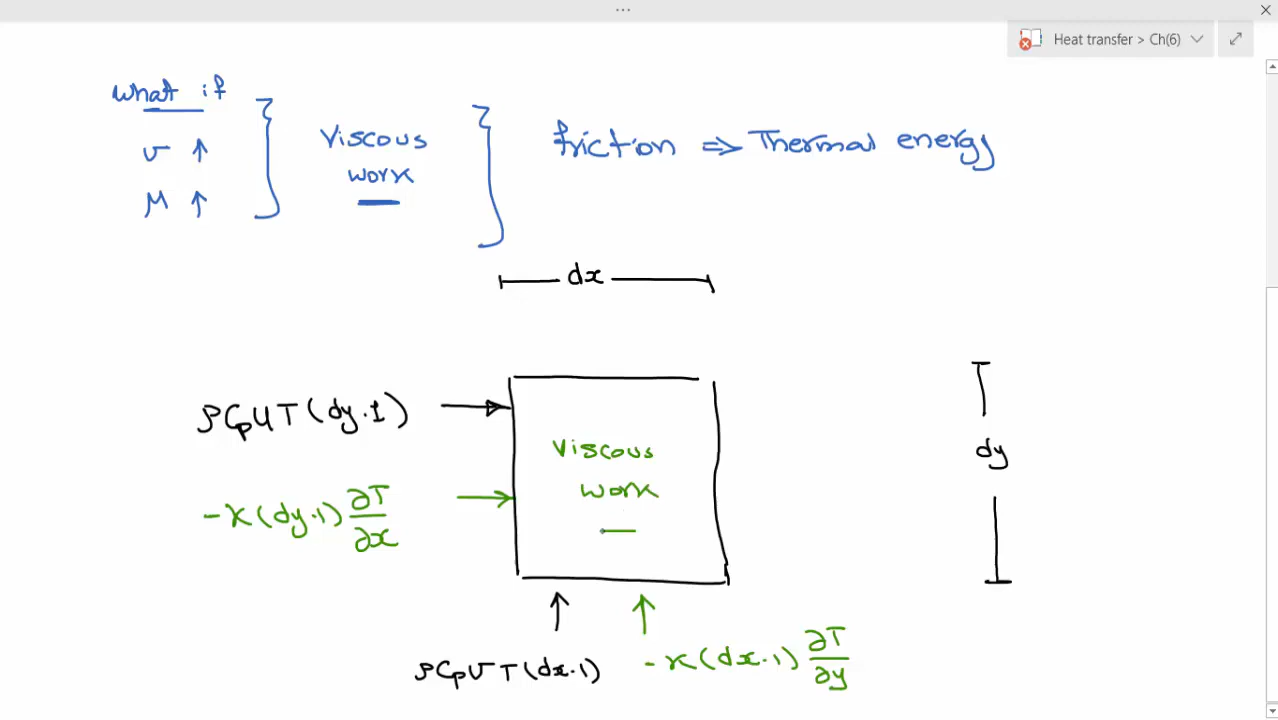 ...
Heat transfer > Ch(6)
What if
v ↑
μ ↑
Viscous
work
friction ⇒ Thermal energy
dx
ρCpUT(dy.1)
-K(dy.1) ∂T/∂x
Viscous
work
dy
ρCpvT(dx.1)
-K(dx.1) ∂T/∂y